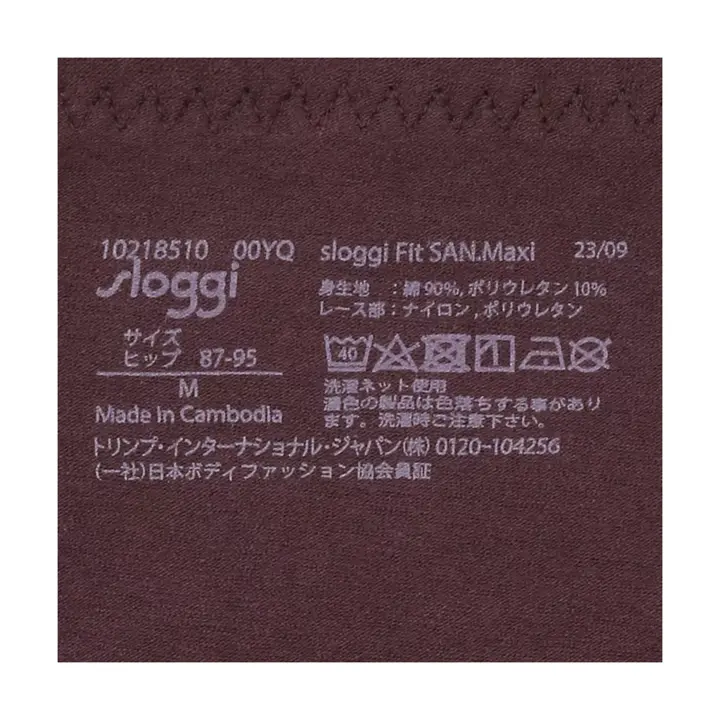 10218510 00YQ sloggi Fit SAN.Maxi 23/09
sloggi
身生地 : 綿 90%, ポリウレタン 10%
レース部 : ナイロン , ポリウレタン
サイズ
ヒップ 87-95
M
Made in Cambodia
40
洗濯ネット使用
濃色の製品は色落ちする事があり
ます。洗濯時ご注意下さい。
トリンプ・インターナショナル・ジャパン(株) 0120-104256
(一社)日本ボディファッション協会員証